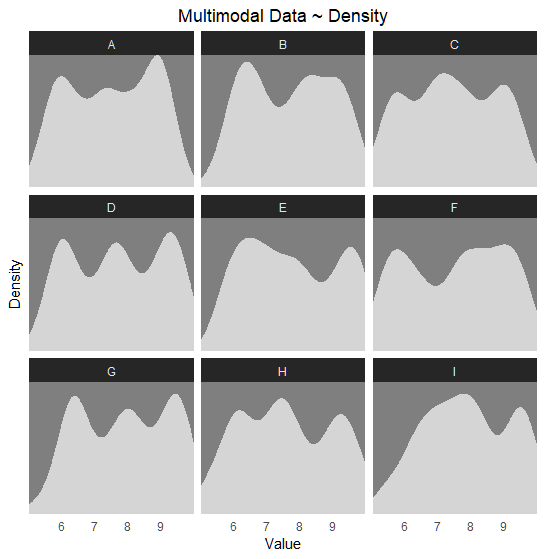 Multimodal Data ~ Density
A B C
D E F
Density
G H I
6 7 8 9 6 7 8 9 6 7 8 9
Value